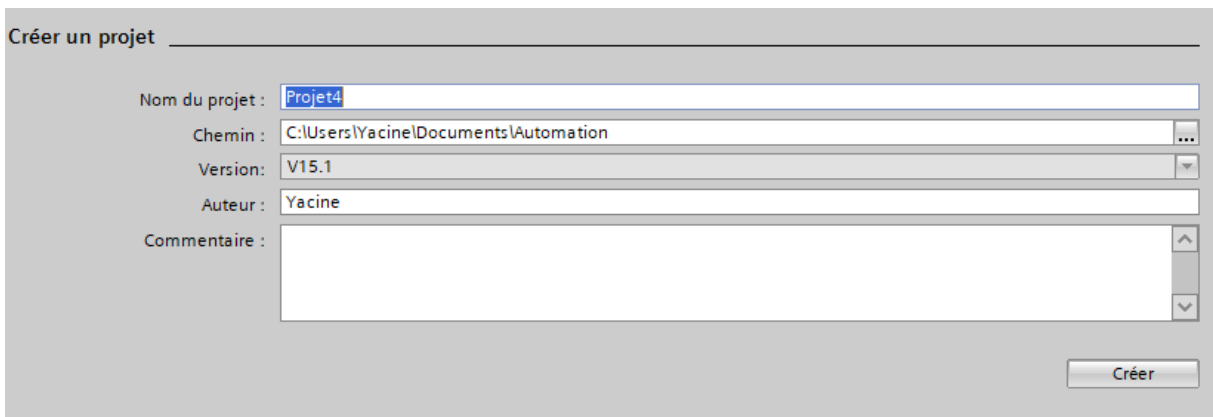 Créer un projet
Nom du projet : Projet4
Chemin : C:\Users\Yacine\Documents\Automation ...
Version: V15.1
Auteur : Yacine
Commentaire :
Créer